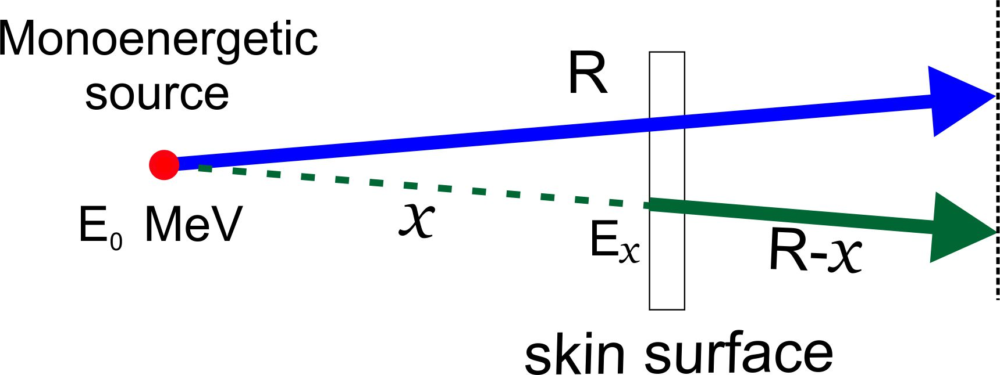 Monoenergetic
source
R
E₀ MeV
x
Eₓ
R-x
skin surface